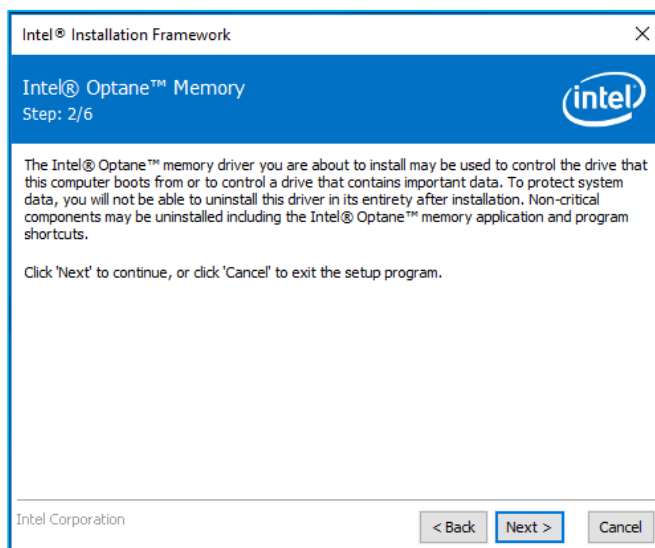 Intel® Installation Framework
Intel® Optane™ Memory
Step: 2/6
intel
The Intel® Optane™ memory driver you are about to install may be used to control the drive that
this computer boots from or to control a drive that contains important data. To protect system
data, you will not be able to uninstall this driver in its entirety after installation. Non-critical
components may be uninstalled including the Intel® Optane™ memory application and program
shortcuts.
Click 'Next' to continue, or click 'Cancel' to exit the setup program.
Intel Corporation
< Back Next > Cancel